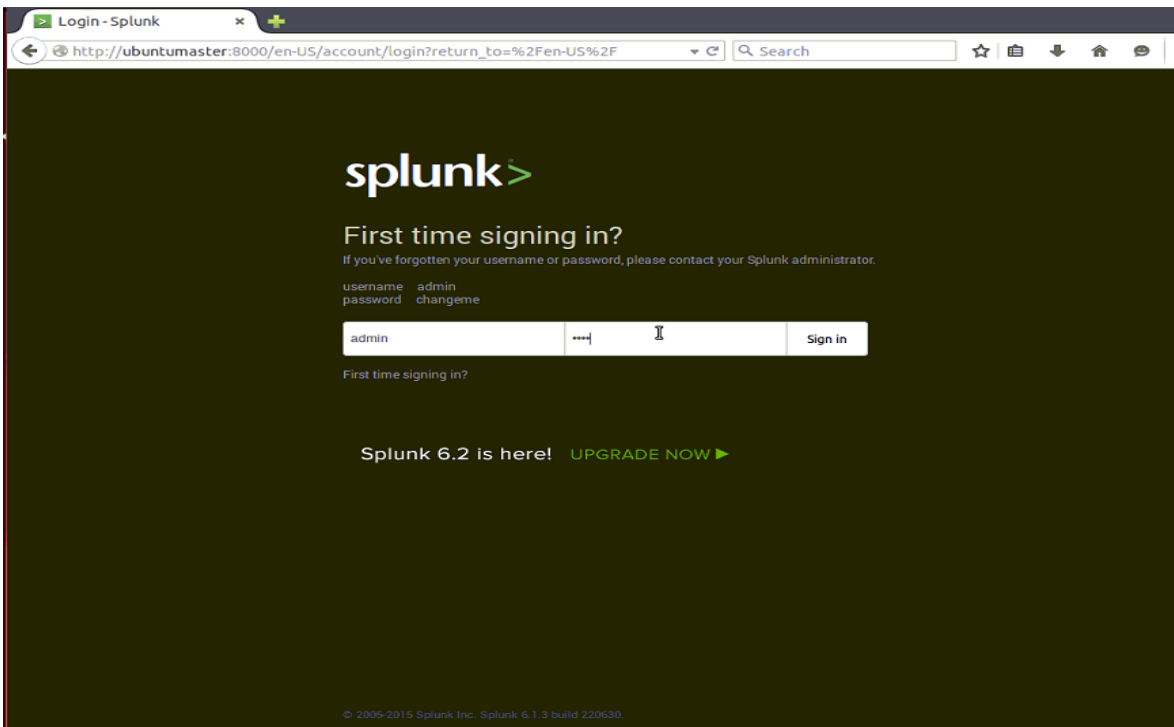 Login - Splunk
http://ubuntumaster:8000/en-US/account/login?return_to=%2Fen-US%2F
Search
splunk>
First time signing in?
If you've forgotten your username or password, please contact your Splunk administrator.
username admin
password changeme
admin
••••
Sign in
First time signing in?
Splunk 6.2 is here! UPGRADE NOW ►
© 2005-2015 Splunk Inc. Splunk 6.1.3 build 220630.